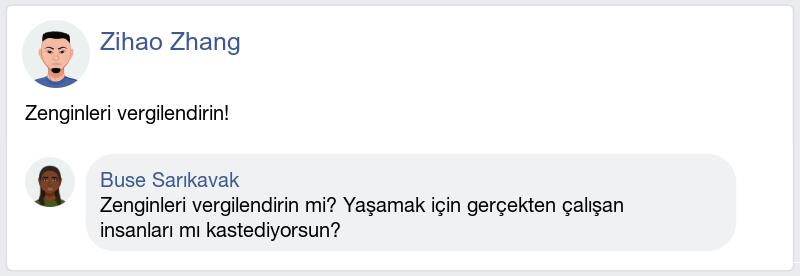 Zihao Zhang
Zenginleri vergilendirin!
Buse Sarıkavak
Zenginleri vergilendirin mi? Yaşamak için gerçekten çalışan
insanları mı kastediyorsun?